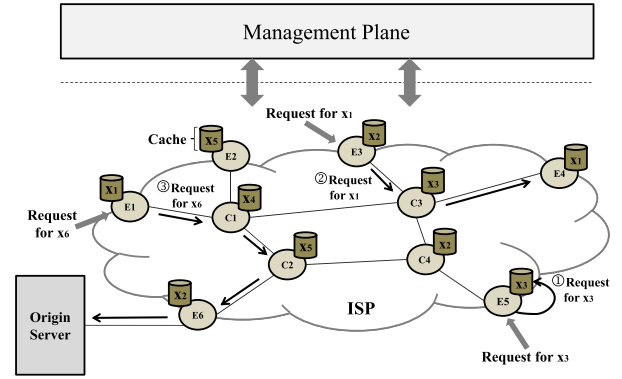 Management Plane
Request for x1
Cache
X5
E2
X2
E3
X1
E4
③Request
for x6
②Request
for x1
X1
E1
X4
C1
X3
C3
Request
for x6
X5
C2
X2
C4
X2
E6
X3
E5
①Request
for x3
Origin
Server
ISP
Request for x3